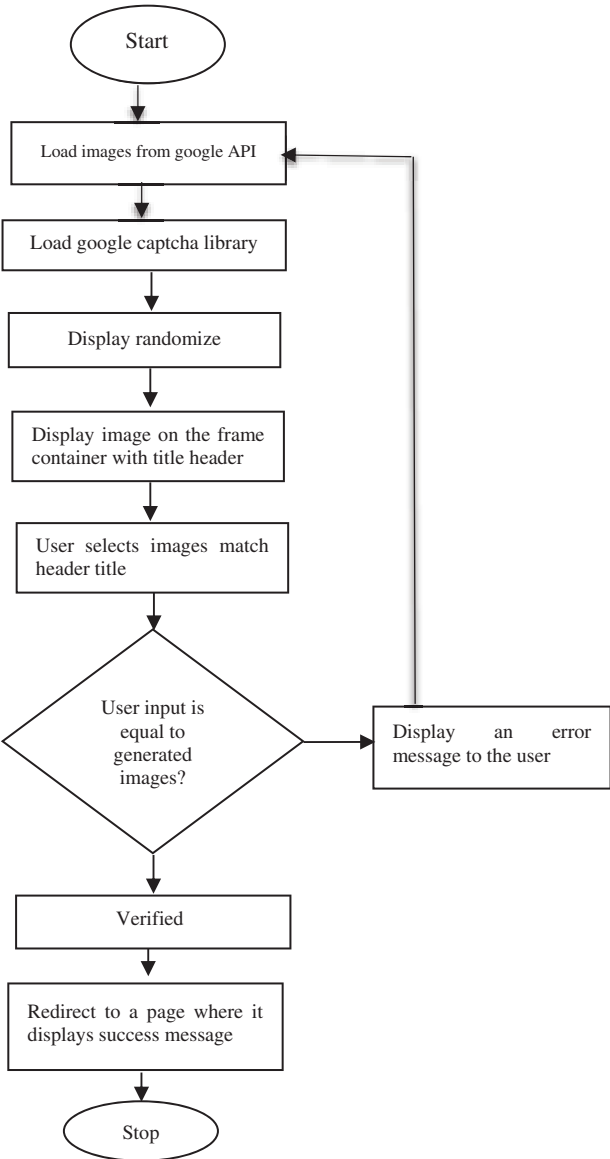 Start
Load images from google API
Load google captcha library
Display randomize
Display image on the frame
container with title header
User selects images match
header title
User input is
equal to
generated
images?
Display an error
message to the user
Verified
Redirect to a page where it
displays success message
Stop